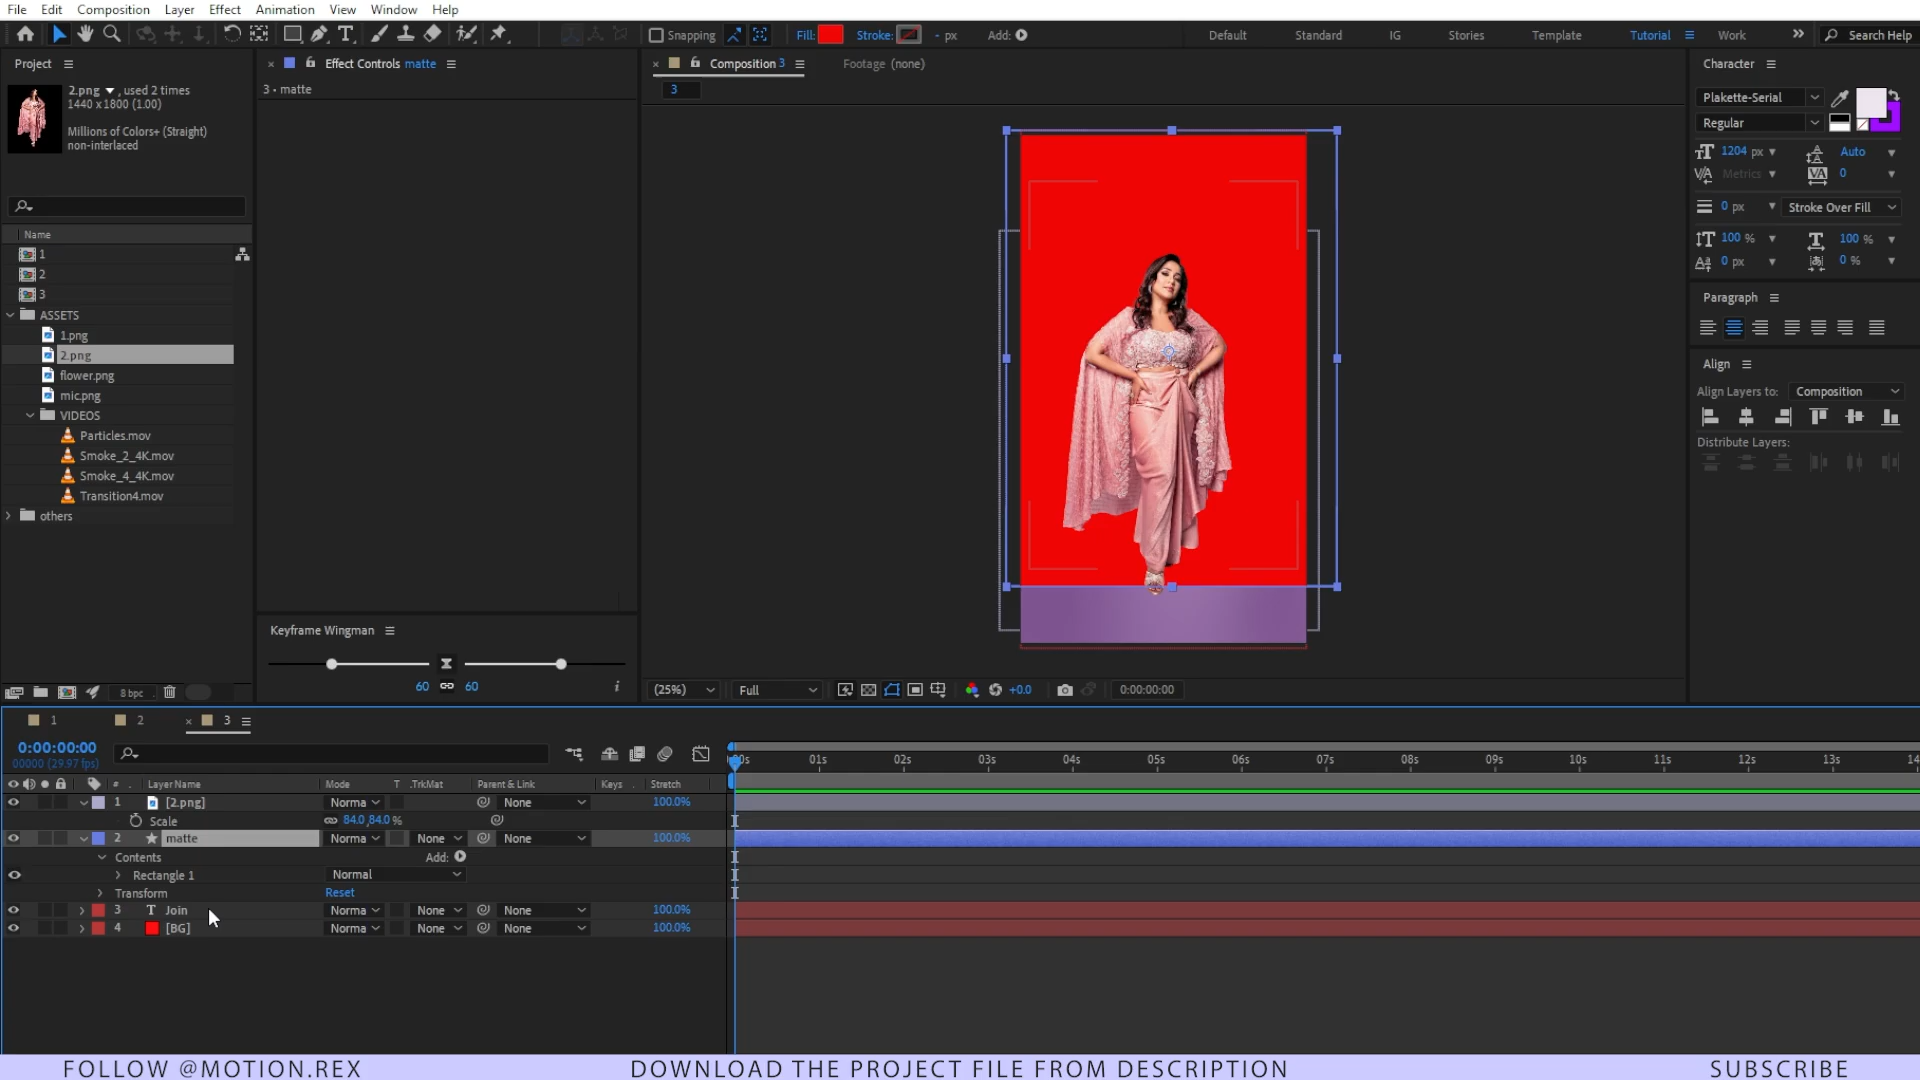 File Edit Composition Layer Effect Animation View Window Help
Snapping Fill: Stroke: - px Add: Default Standard IG Stories Template Tutorial Work Search Help
Project
2.png , used 2 times
1440 x 1800 (1.00)
Millions of Colors+ (Straight)
non-interlaced
Name
1
2
3
ASSETS
1.png
2.png
flower.png
mic.png
VIDEOS
Particles.mov
Smoke_2_4K.mov
Smoke_4_4K.mov
Transition4.mov
others
8 bpc
Effect Controls matte
3 • matte
Keyframe Wingman
60 60
Composition 3 Footage (none)
3
(25%) Full +0.0 0:00:00:00
Character
Plakette-Serial
Regular
1204 px Auto
Metrics 0
0 px Stroke Over Fill
100 % 100 %
0 px 0 %
Paragraph
Align
Align Layers to: Composition
Distribute Layers:
1 2 3
0:00:00:00
00000 (29.97 fps)
01s 02s 03s 04s 05s 06s 07s 08s 09s 10s 11s 12s 13s 14
# Layer Name Mode T .TrkMat Parent & Link Keys Stretch
1 [2.png] Norma None 100.0%
Scale 84.0,84.0 %
2 matte Norma None None 100.0%
Contents Add:
Rectangle 1 Normal
Transform Reset
3 T Join Norma None None 100.0%
4 [BG] Norma None None 100.0%
FOLLOW @MOTION.REX DOWNLOAD THE PROJECT FILE FROM DESCRIPTION SUBSCRIBE